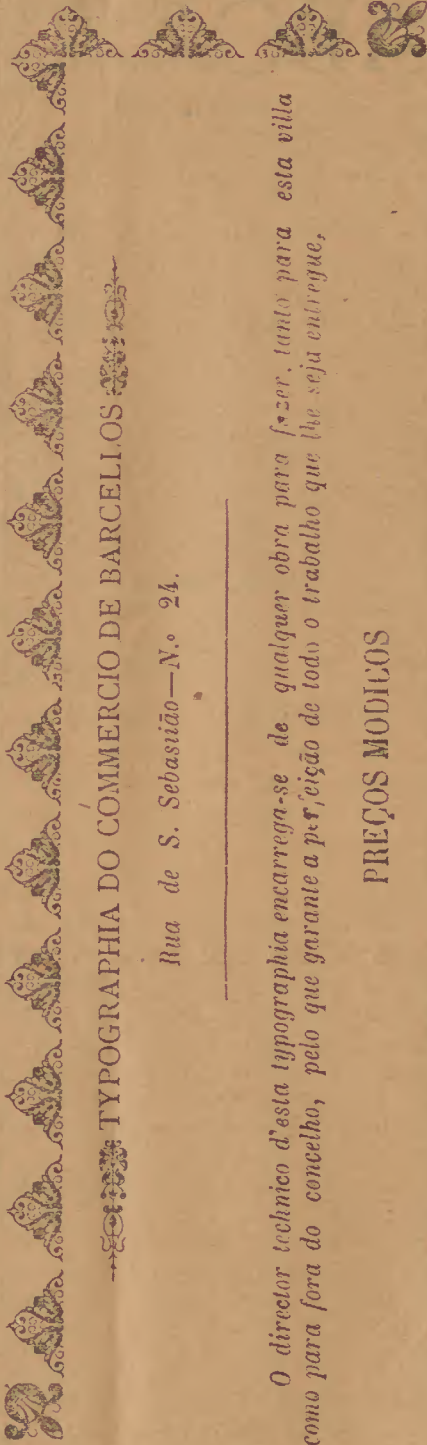 TYPOGRAPHIA DO COMMERCIO DE BARCELLOS
Rua de S. Sebastião—N.º 24.
O director technico d'esta typographia encarrega-se de qualquer obra para fazer, tanto para esta villa
como para fora do concelho, pelo que garante a perfeição de todo o trabalho que lhe seja entregue,
PREÇOS MODICOS